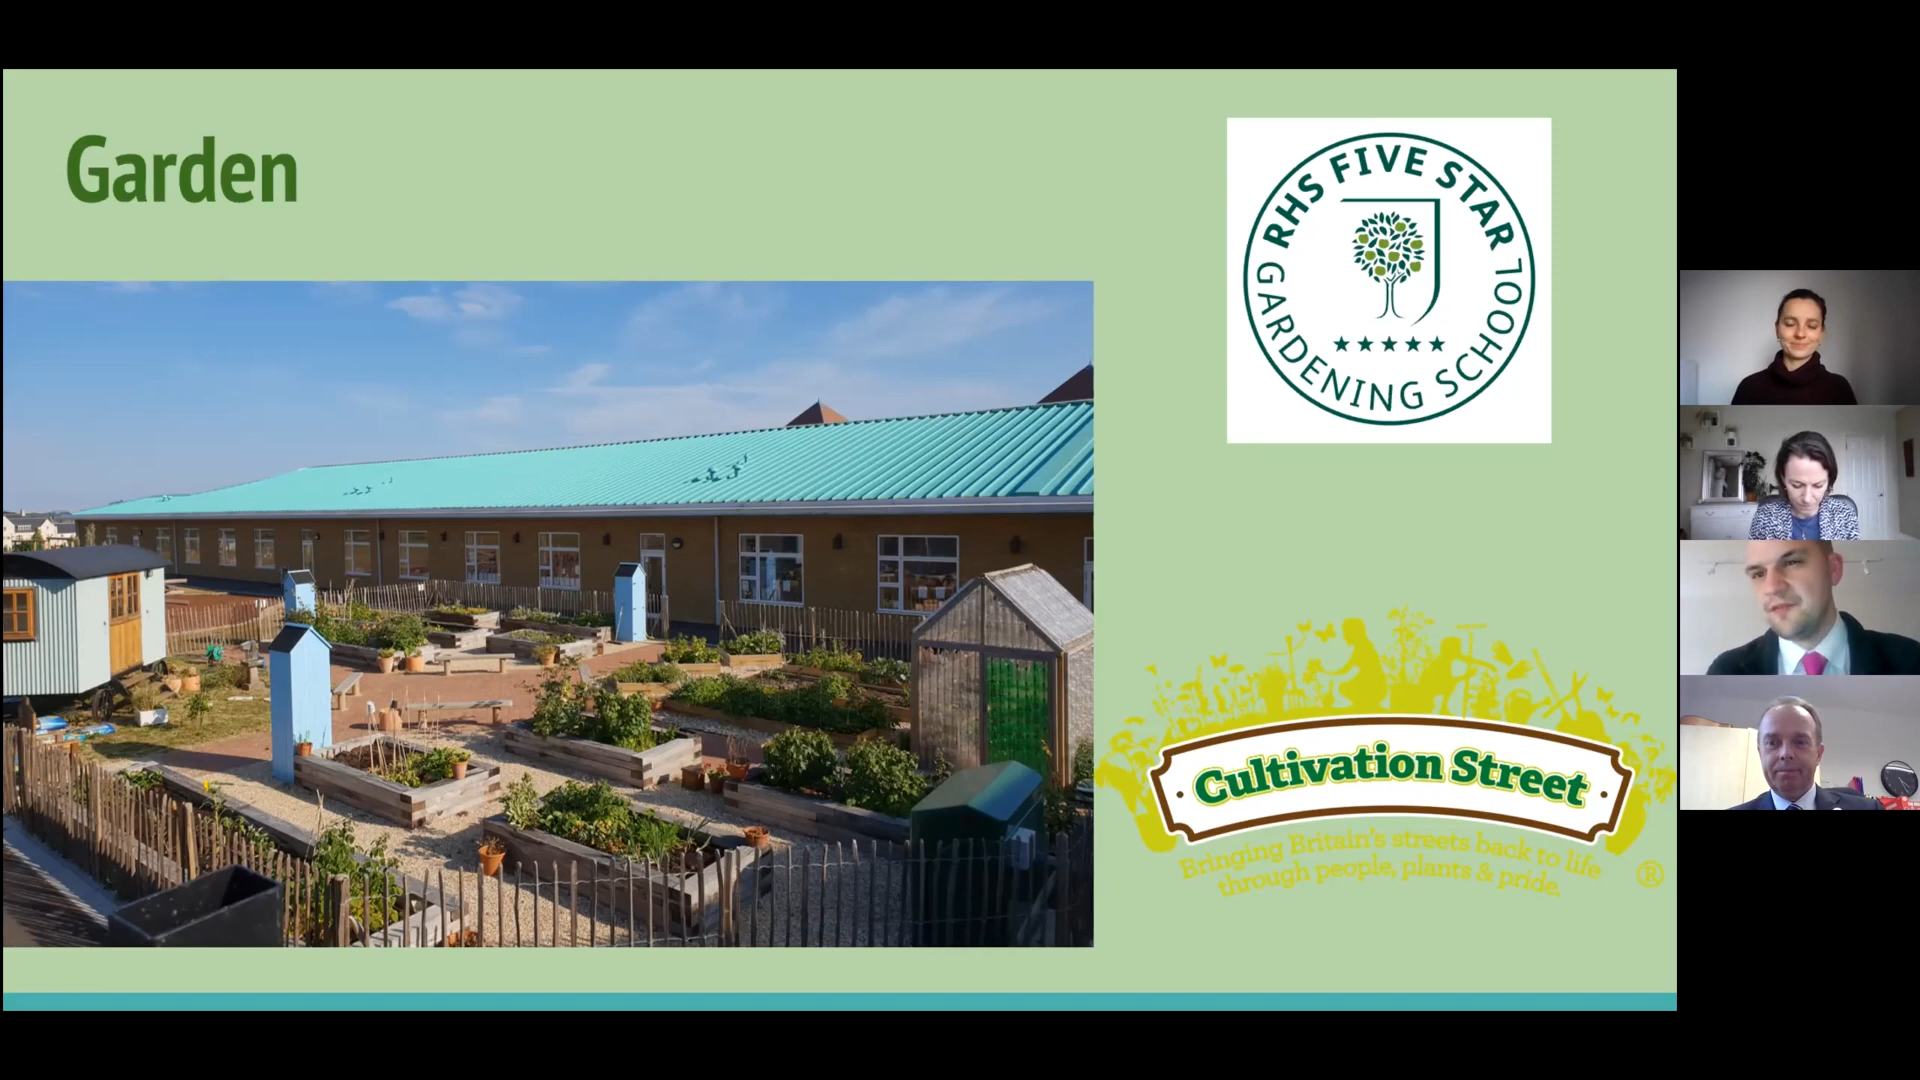 Garden
RHS FIVE STAR
GARDENING SCHOOL
Cultivation Street
Bringing Britain's streets back to life
through people, plants & pride.
®